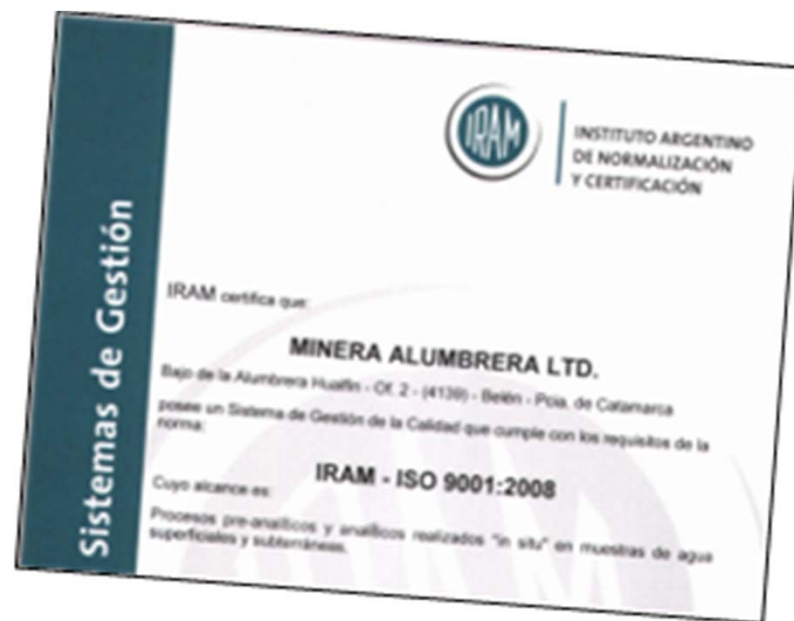 IRAM
INSTITUTO ARGENTINO
DE NORMALIZACIÓN
Y CERTIFICACIÓN
Sistemas de Gestión
IRAM certifica que:
MINERA ALUMBRERA LTD.
Bajo de la Alumbrera Hualfin - Of. 2 - (4139) - Belén - Pcia. de Catamarca
posee un Sistema de Gestión de la Calidad que cumple con los requisitos de la
norma:
IRAM - ISO 9001:2008
Cuyo alcance es:
Procesos pre-analíticos y analíticos realizados "in situ" en muestras de agua
superficiales y subterráneas.